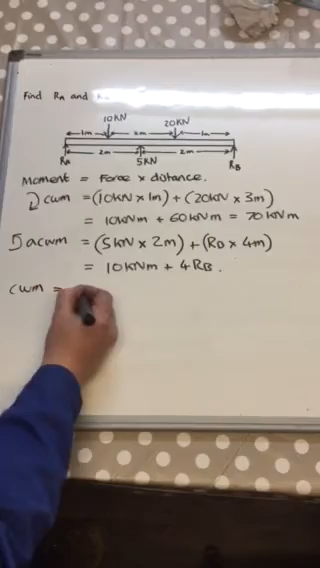 Find RA and
10KN 20KN
1m 2m 1m
2m 2m
RA 5KN RB
Moment = Force x distance.
CWM = (10KN x 1m) + (20KN x 3m)
= 10KNm + 60KNm = 70KNm
ACWM = (5KN x 2m) + (RB x 4m)
= 10KNm + 4RB.
CWM =